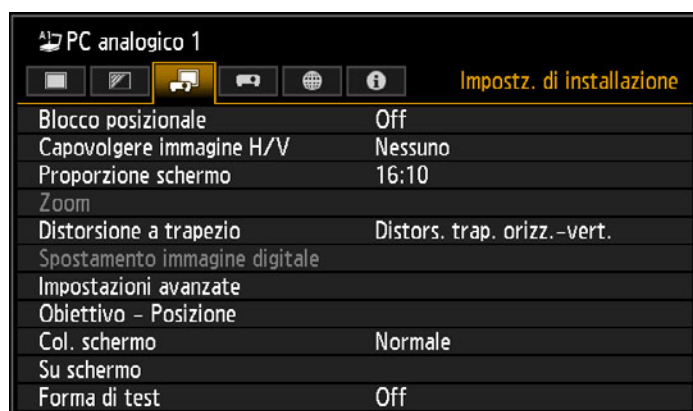 PC analogico 1
Impostz. di installazione
Blocco posizionale Off
Capovolgere immagine H/V Nessuno
Proporzione schermo 16:10
Zoom
Distorsione a trapezio Distors. trap. orizz.-vert.
Spostamento immagine digitale
Impostazioni avanzate
Obiettivo - Posizione
Col. schermo Normale
Su schermo
Forma di test Off